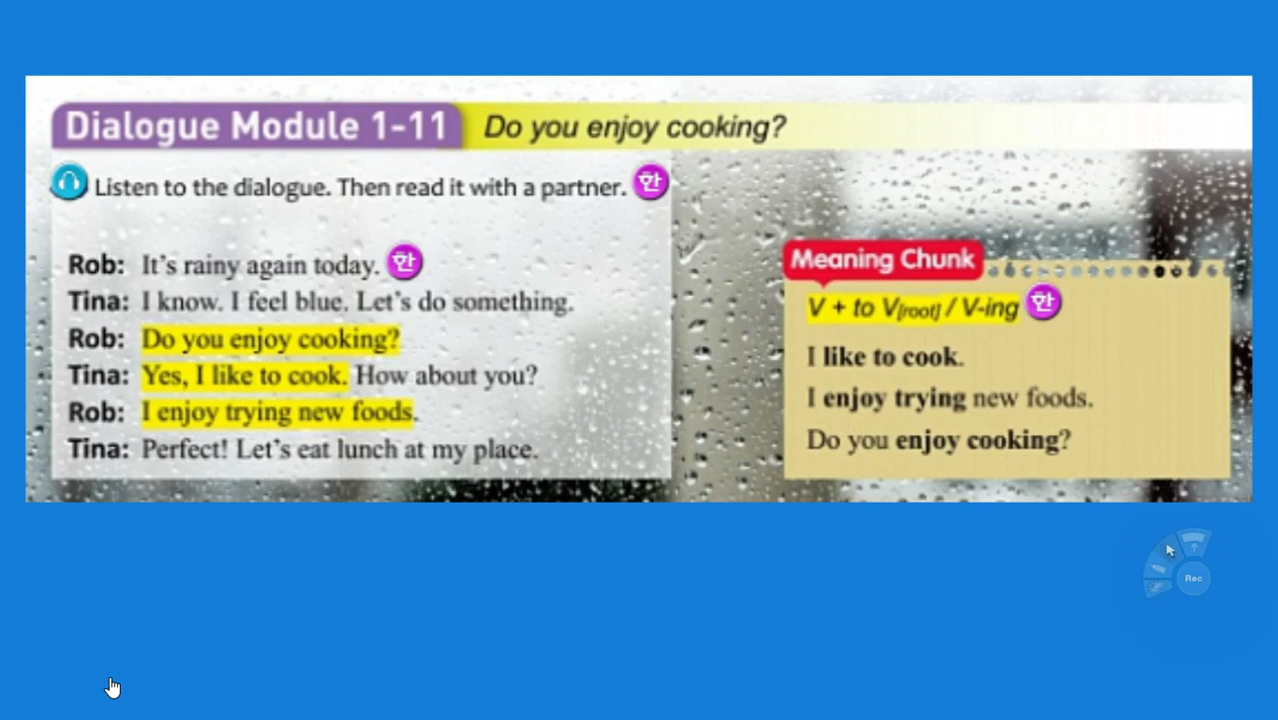 Dialogue Module 1-11 Do you enjoy cooking?
Listen to the dialogue. Then read it with a partner. 한
Rob: It's rainy again today. 한
Tina: I know. I feel blue. Let's do something.
Rob: Do you enjoy cooking?
Tina: Yes, I like to cook. How about you?
Rob: I enjoy trying new foods.
Tina: Perfect! Let's eat lunch at my place.
Meaning Chunk
V + to V[root] / V-ing 한
I like to cook.
I enjoy trying new foods.
Do you enjoy cooking?
Rec